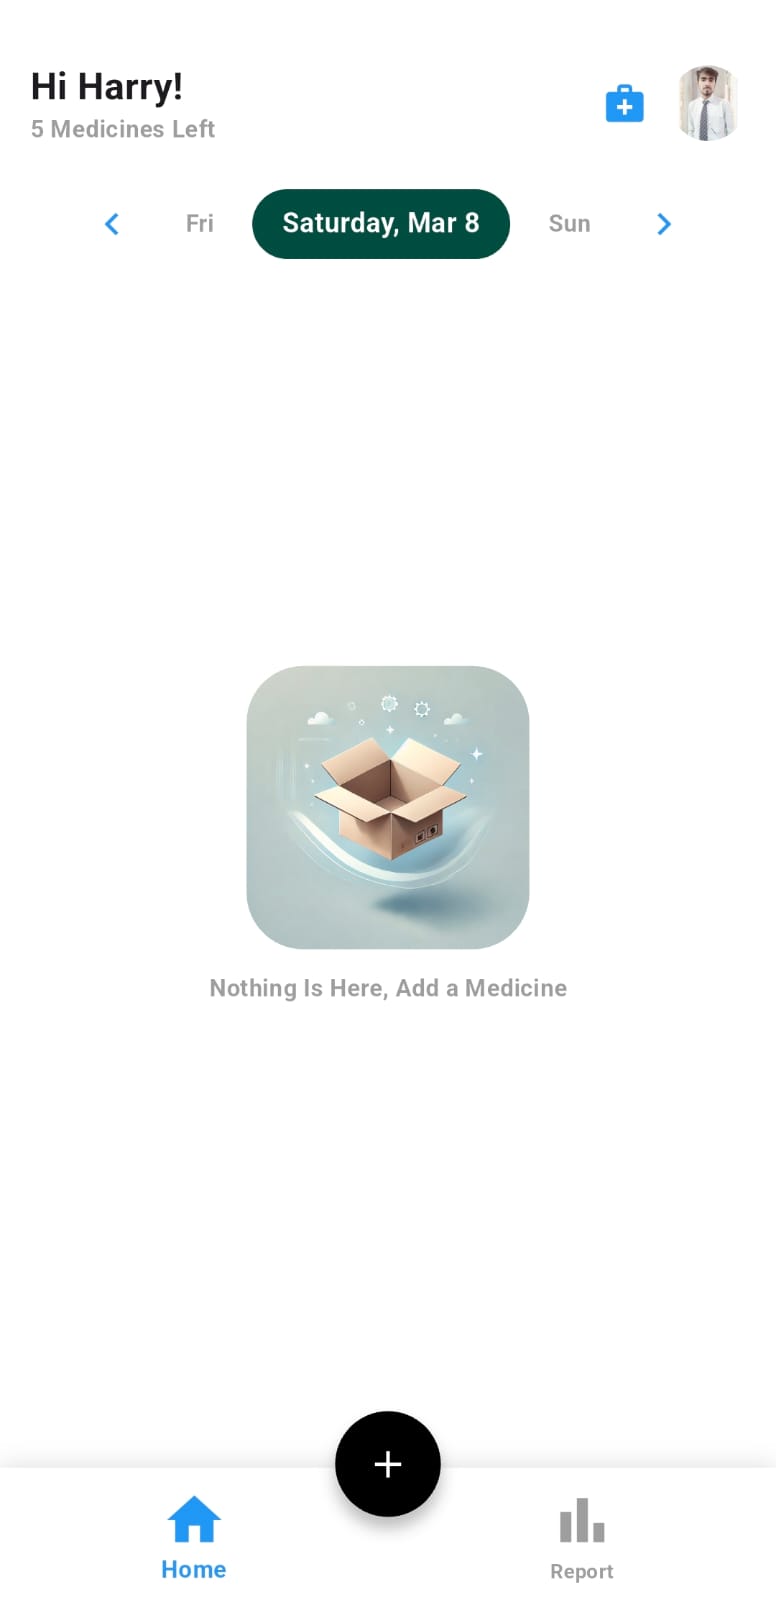 Hi Harry!
5 Medicines Left
Fri Saturday, Mar 8 Sun
Nothing Is Here, Add a Medicine
Home Report